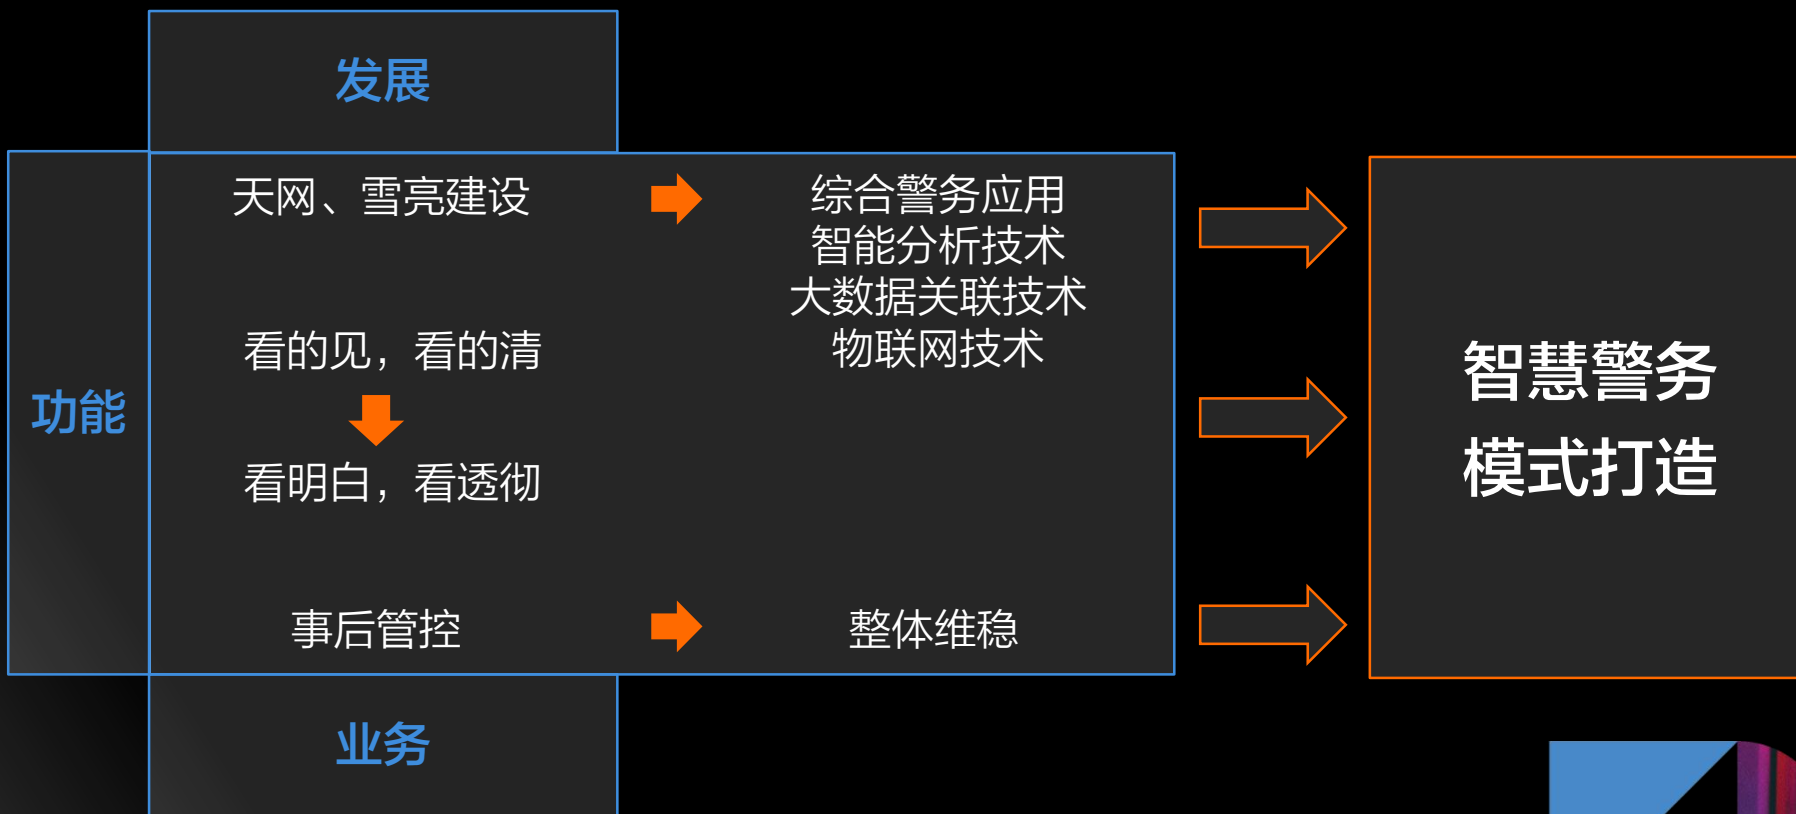 发展
功能
天网、雪亮建设
看的见，看的清
看明白，看透彻
事后管控
综合警务应用
智能分析技术
大数据关联技术
物联网技术
整体维稳
业务
智慧警务
模式打造